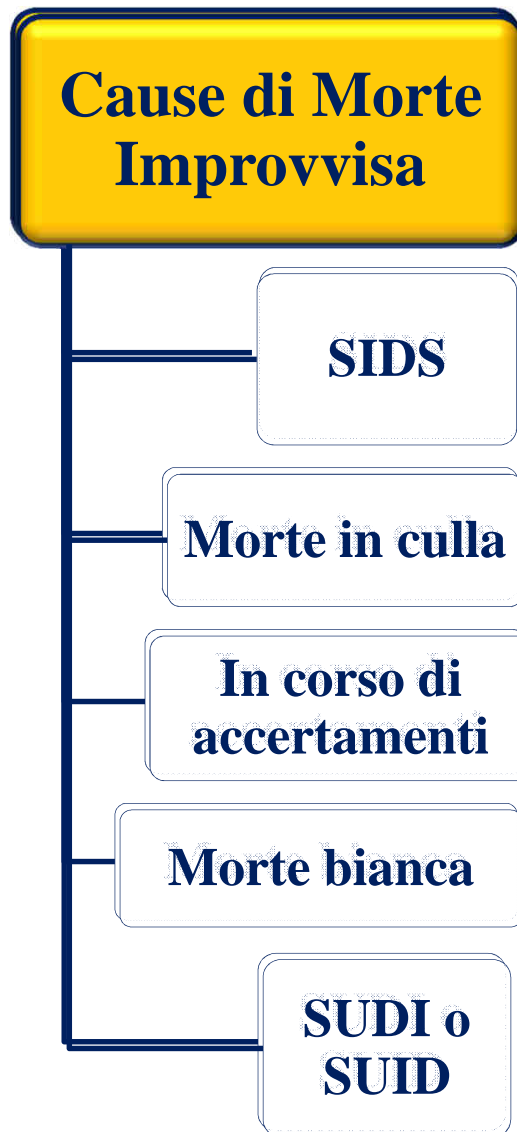 Cause di Morte
Improvvisa
SIDS
Morte in culla
In corso di
accertamenti
Morte bianca
SUDI o
SUID